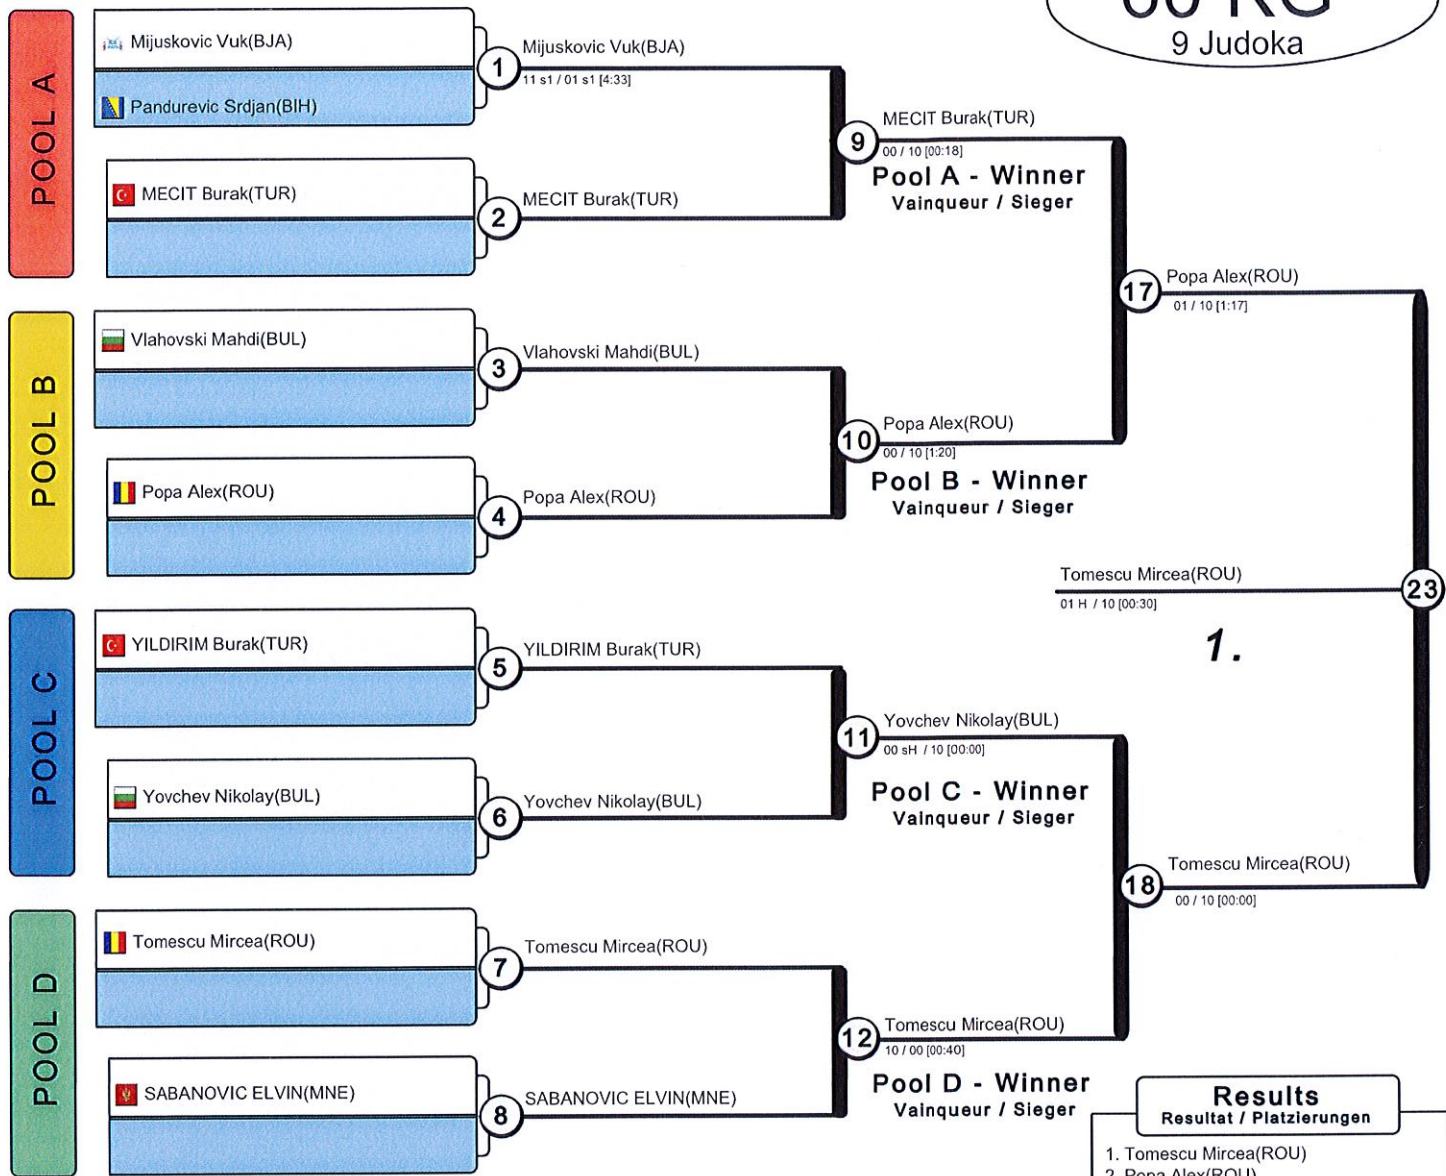 KG
9 Judoka
POOL A
Mijuskovic Vuk(BJA)
Pandurevic Srdjan(BIH)
1
Mijuskovic Vuk(BJA)
11 s1 / 01 s1 [4:33]
MECIT Burak(TUR)
2
MECIT Burak(TUR)
9
MECIT Burak(TUR)
00 / 10 [00:18]
Pool A - Winner
Vainqueur / Sieger
POOL B
Vlahovski Mahdi(BUL)
3
Vlahovski Mahdi(BUL)
Popa Alex(ROU)
4
Popa Alex(ROU)
10
Popa Alex(ROU)
00 / 10 [1:20]
Pool B - Winner
Vainqueur / Sieger
17
Popa Alex(ROU)
01 / 10 [1:17]
Tomescu Mircea(ROU)
23
01 H / 10 [00:30]
1.
POOL C
YILDIRIM Burak(TUR)
5
YILDIRIM Burak(TUR)
Yovchev Nikolay(BUL)
6
Yovchev Nikolay(BUL)
11
Yovchev Nikolay(BUL)
00 sH / 10 [00:00]
Pool C - Winner
Vainqueur / Sieger
18
Tomescu Mircea(ROU)
00 / 10 [00:00]
POOL D
Tomescu Mircea(ROU)
7
Tomescu Mircea(ROU)
SABANOVIC ELVIN(MNE)
8
SABANOVIC ELVIN(MNE)
12
Tomescu Mircea(ROU)
10 / 00 [00:40]
Pool D - Winner
Vainqueur / Sieger
Results
Resultat / Platzierungen
1. Tomescu Mircea(ROU)
2. Popa Alex(ROU)